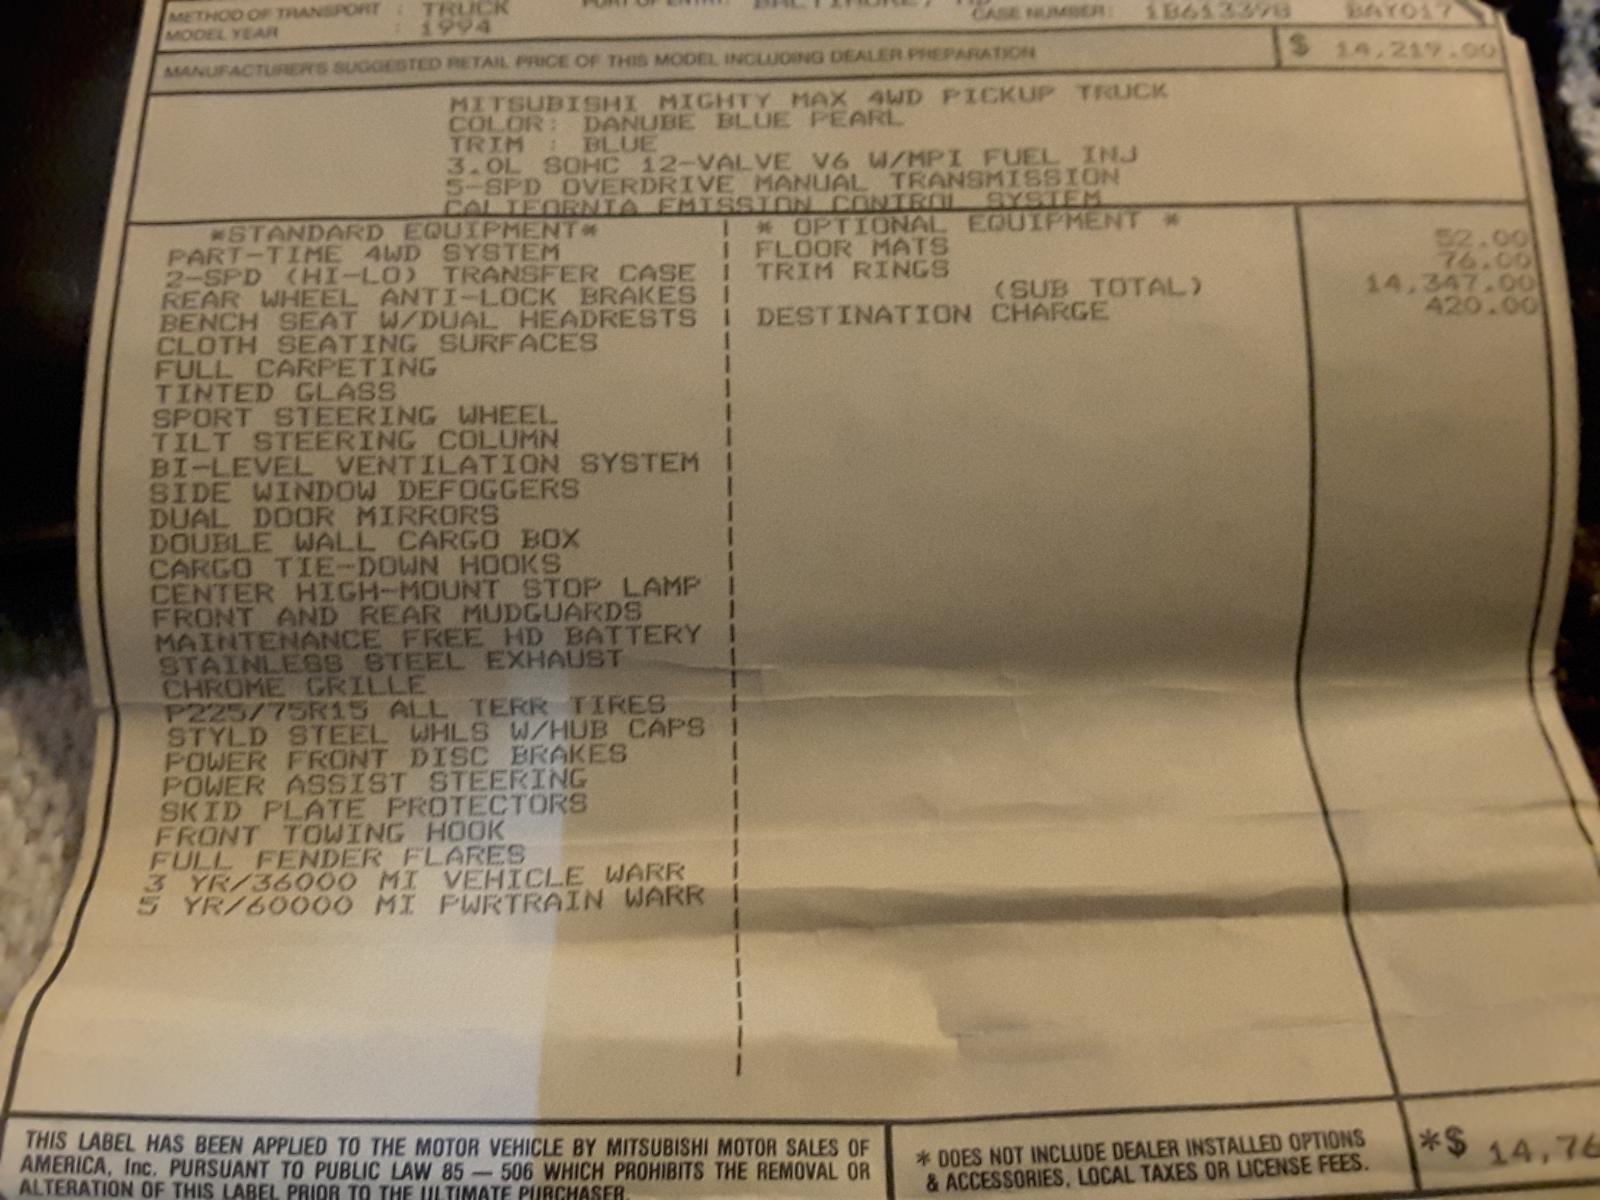 METHOD OF TRANSPORT : TRUCK PORT OF ENTRY: BALTIMORE, CASE NUMBER: 1B613398 BAY017
MODEL YEAR : 1994
MANUFACTURER'S SUGGESTED RETAIL PRICE OF THIS MODEL INCLUDING DEALER PREPARATION $ 14,219.00
MITSUBISHI MIGHTY MAX 4WD PICKUP TRUCK
COLOR: DANUBE BLUE PEARL
TRIM : BLUE
3.0L SOHC 12-VALVE V6 W/MPI FUEL INJ
5-SPD OVERDRIVE MANUAL TRANSMISSION
CALIFORNIA EMISSION CONTROL SYSTEM
*STANDARD EQUIPMENT*
PART-TIME 4WD SYSTEM
2-SPD (HI-LO) TRANSFER CASE
REAR WHEEL ANTI-LOCK BRAKES
BENCH SEAT W/DUAL HEADRESTS
CLOTH SEATING SURFACES
FULL CARPETING
TINTED GLASS
SPORT STEERING WHEEL
TILT STEERING COLUMN
BI-LEVEL VENTILATION SYSTEM
SIDE WINDOW DEFOGGERS
DUAL DOOR MIRRORS
DOUBLE WALL CARGO BOX
CARGO TIE-DOWN HOOKS
CENTER HIGH-MOUNT STOP LAMP
FRONT AND REAR MUDGUARDS
MAINTENANCE FREE HD BATTERY
STAINLESS STEEL EXHAUST
CHROME GRILLE
P225/75R15 ALL TERR TIRES
STYLD STEEL WHLS W/HUB CAPS
POWER FRONT DISC BRAKES
POWER ASSIST STEERING
SKID PLATE PROTECTORS
FRONT TOWING HOOK
FULL FENDER FLARES
3 YR/36000 MI VEHICLE WARR
5 YR/60000 MI PWRTRAIN WARR
* OPTIONAL EQUIPMENT *
FLOOR MATS 52.00
TRIM RINGS 76.00
(SUB TOTAL) 14,347.00
DESTINATION CHARGE 420.00
THIS LABEL HAS BEEN APPLIED TO THE MOTOR VEHICLE BY MITSUBISHI MOTOR SALES OF
AMERICA, Inc. PURSUANT TO PUBLIC LAW 85 — 506 WHICH PROHIBITS THE REMOVAL OR
ALTERATION OF THIS LABEL PRIOR TO THE ULTIMATE PURCHASER.
* DOES NOT INCLUDE DEALER INSTALLED OPTIONS
& ACCESSORIES, LOCAL TAXES OR LICENSE FEES.
*$ 14,76